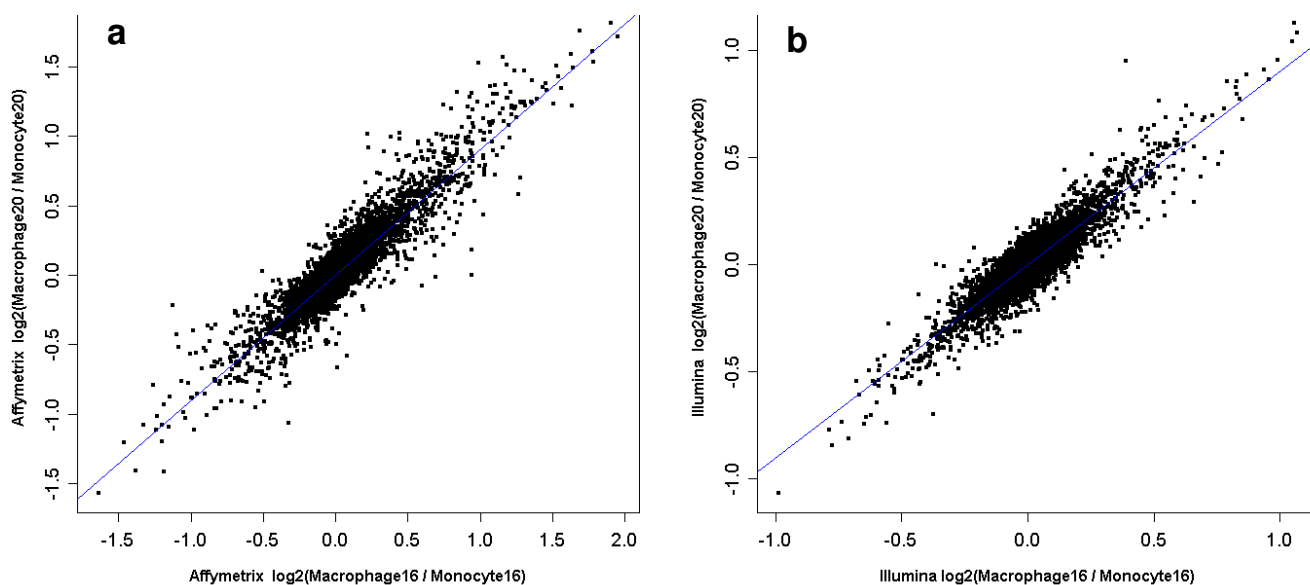 a
Affymetrix log2(Macrophage20 / Monocyte20)
1.5
1.0
0.5
0.0
-0.5
-1.0
-1.5
-1.5 -1.0 -0.5 0.0 0.5 1.0 1.5 2.0
Affymetrix log2(Macrophage16 / Monocyte16)
b
Illumina log2(Macrophage20 / Monocyte20)
1.0
0.5
0.0
-0.5
-1.0
-1.0 -0.5 0.0 0.5 1.0
Illumina log2(Macrophage16 / Monocyte16)